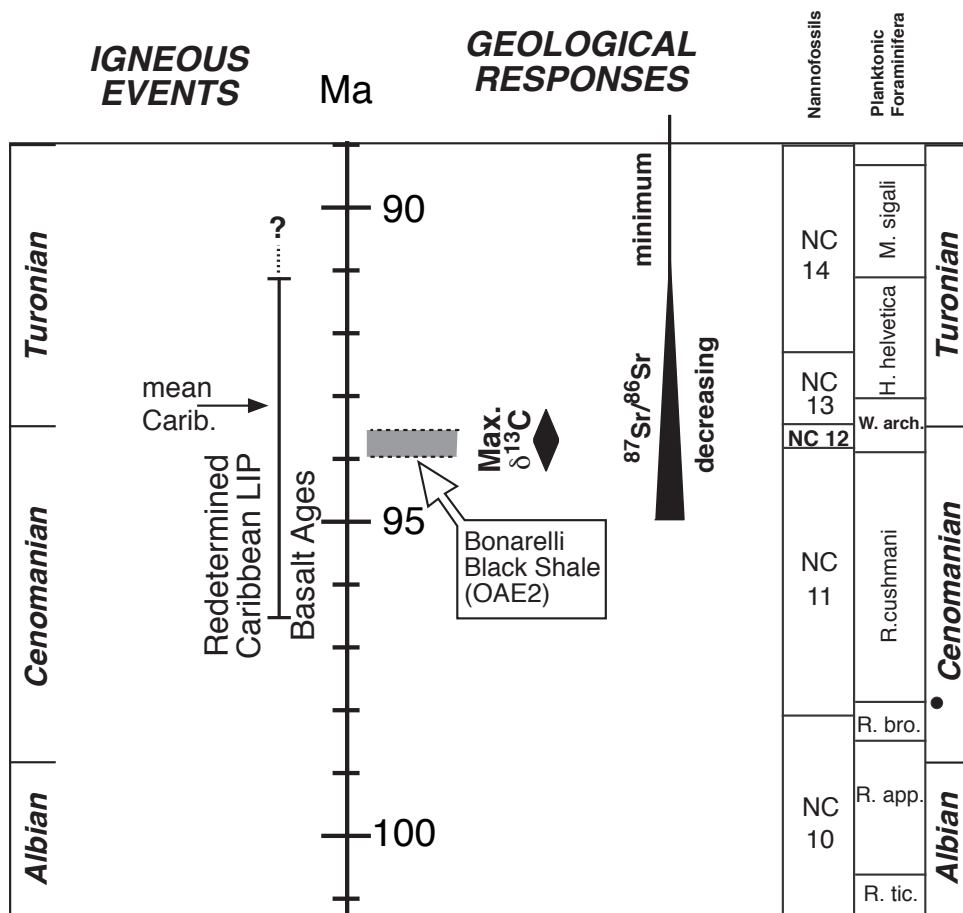 IGNEOUS
EVENTS
Ma
GEOLOGICAL
RESPONSES
Nannofossils
Planktonic
Foraminifera
Turonian
Cenomanian
Albian
?
mean
Carib.
Redetermined
Caribbean LIP
Basalt Ages
90
95
100
Bonarelli
Black Shale
(OAE2)
Max.
δ13C
87Sr/86Sr
minimum
decreasing
NC
14
NC
13
NC 12
NC
11
NC
10
M. sigali
H. helvetica
W. arch.
R.cushmani
R. bro.
R. app.
R. tic.
Turonian
Cenomanian
Albian